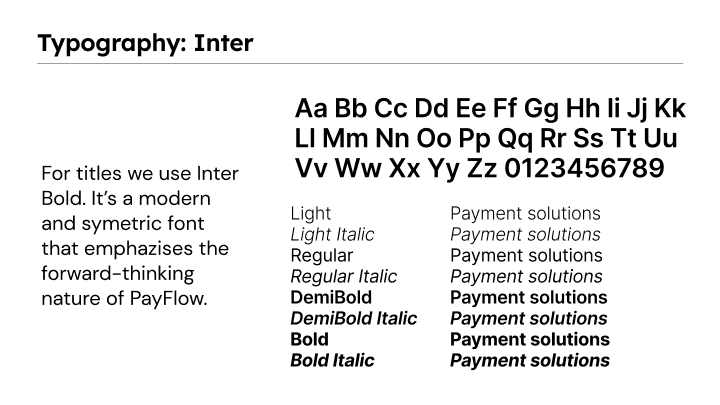 Typography: Inter
For titles we use Inter
Bold. It’s a modern
and symetric font
that emphazises the
forward-thinking
nature of PayFlow.
Aa Bb Cc Dd Ee Ff Gg Hh Ii Jj Kk
Ll Mm Nn Oo Pp Qq Rr Ss Tt Uu
Vv Ww Xx Yy Zz 0123456789
Light Payment solutions
Light Italic Payment solutions
Regular Payment solutions
Regular Italic Payment solutions
DemiBold Payment solutions
DemiBold Italic Payment solutions
Bold Payment solutions
Bold Italic Payment solutions